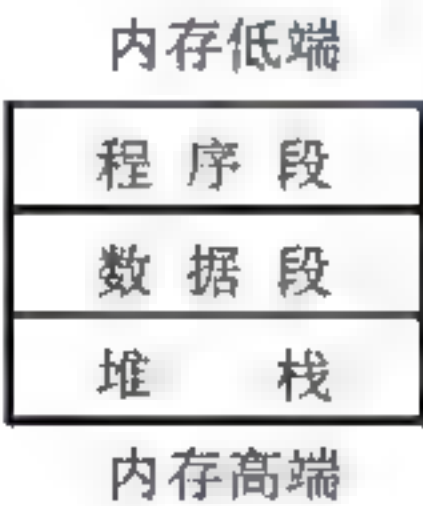 内存低端
程序段
数据段
堆栈
内存高端